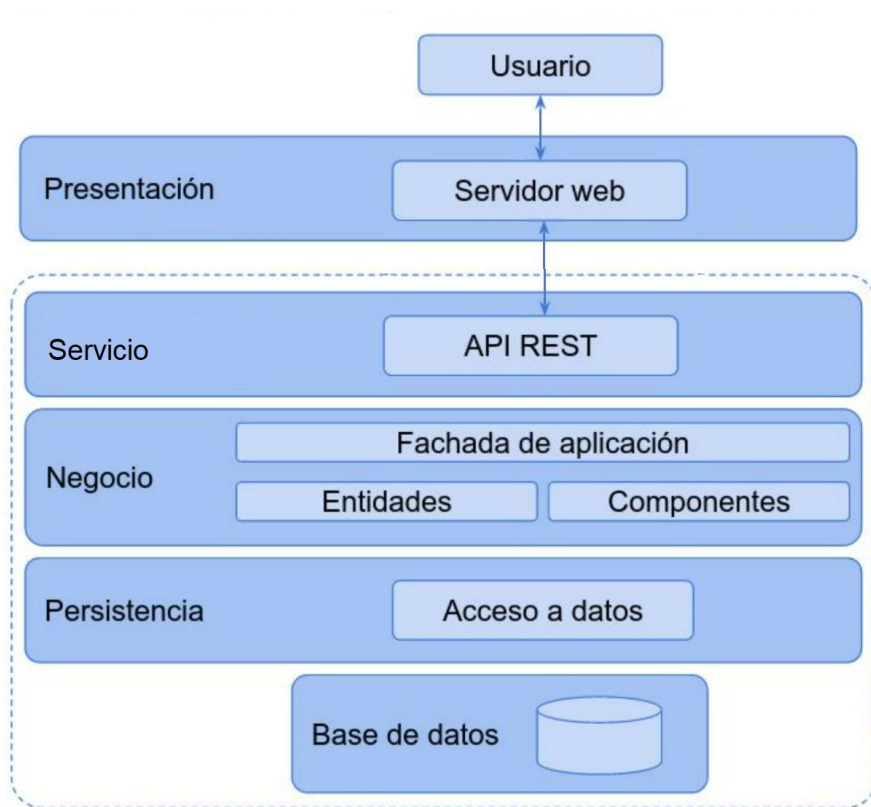 Usuario
Presentación
Servidor web
Servicio
API REST
Negocio
Fachada de aplicación
Entidades
Componentes
Persistencia
Acceso a datos
Base de datos